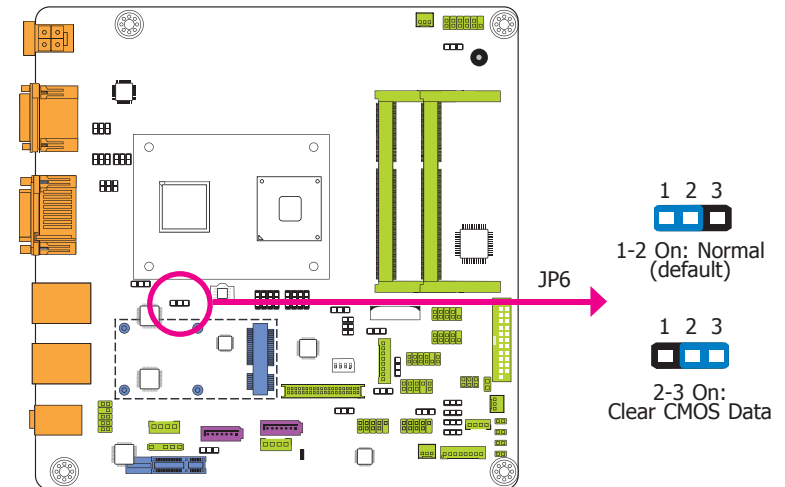 JP6
1 2 3
1-2 On: Normal
(default)
1 2 3
2-3 On:
Clear CMOS Data